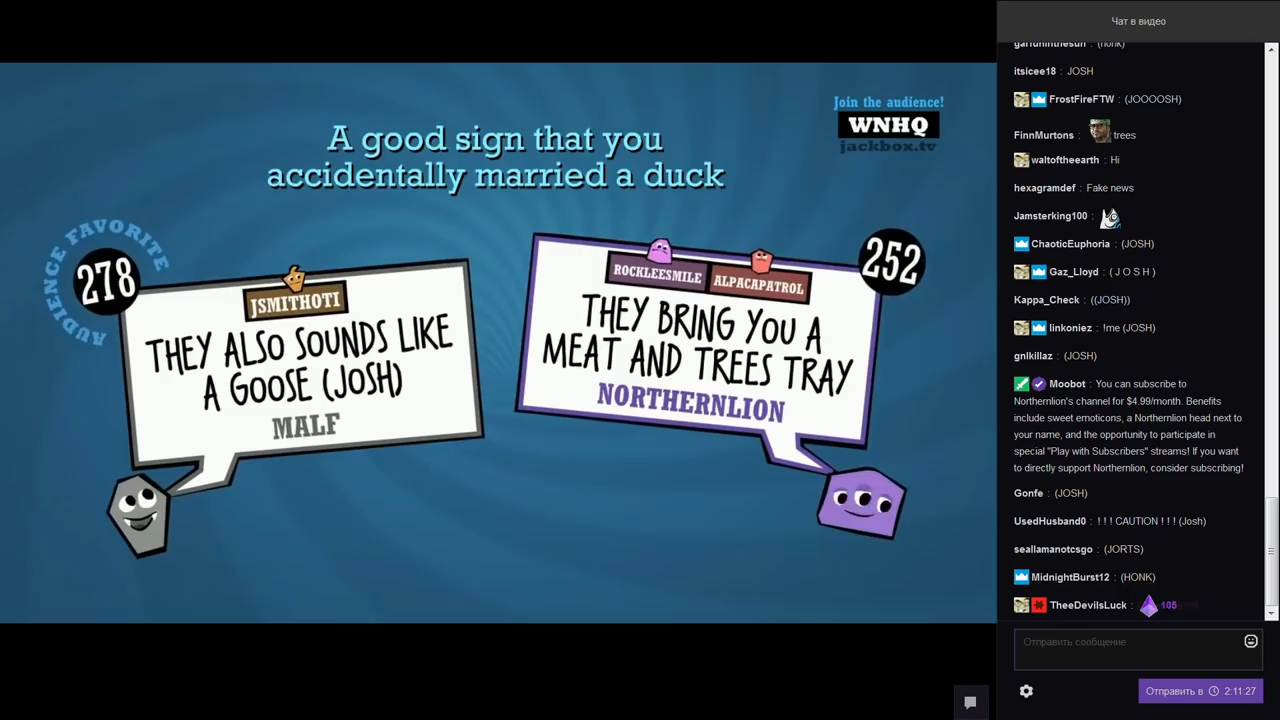 Join the audience!
WNHQ
jackbox.tv
A good sign that you
accidentally married a duck
AUDIENCE FAVORITE
278
JSMITHOTI
THEY ALSO SOUNDS LIKE
A GOOSE (JOSH)
MALF
252
ROCKLEESMILE
ALPACAPATROL
THEY BRING YOU A
MEAT AND TREES TRAY
NORTHERNLION
Чат в видео
garfuninthesun : (honk)
itsicee18 : JOSH
FrostFireFTW : (JOOOOSH)
FinnMurtons : trees
waltoftheearth : Hi
hexagramdef : Fake news
Jamsterking100 :
ChaoticEuphoria : (JOSH)
Gaz_Lloyd : ( J O S H )
Kappa_Check : ((JOSH))
linkoniez : !me (JOSH)
gnlkillaz : (JOSH)
Moobot : You can subscribe to
Northernlion's channel for $4.99/month. Benefits
include sweet emoticons, a Northernlion head next to
your name, and the opportunity to participate in
special "Play with Subscribers" streams! If you want
to directly support Northernlion, consider subscribing!
Gonfe : (JOSH)
UsedHusband0 : ! ! ! CAUTION ! ! ! (Josh)
seallamanotcsgo : (JORTS)
MidnightBurst12 : (HONK)
TheeDevilsLuck : 105
Отправить сообщение
Отправить в 2:11:27